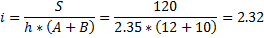 i = S / (h * (A + B)) = 120 / (2.35 * (12 + 10)) = 2.32